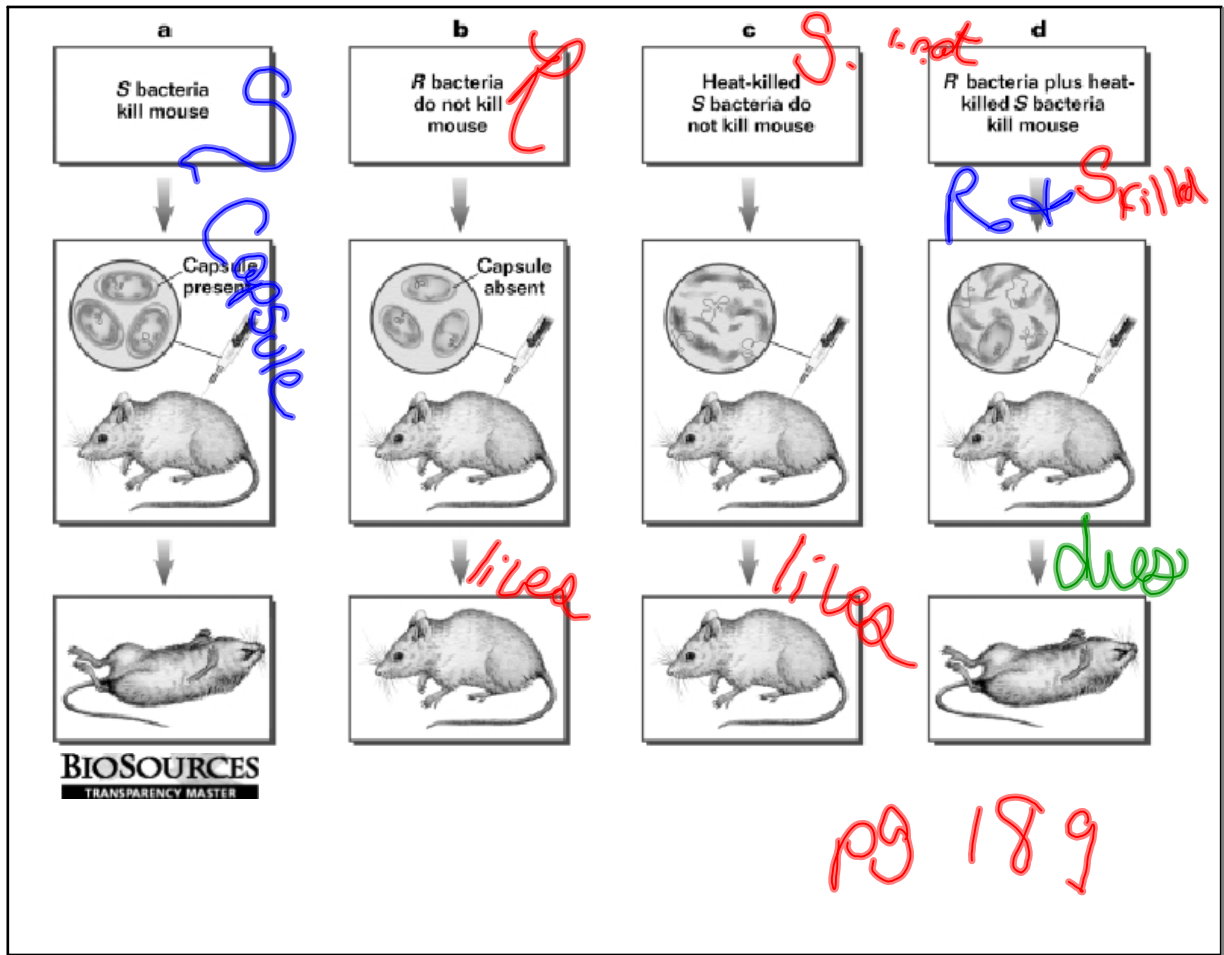 a
S bacteria
kill mouse
S
Capsule
present
Capsule
b
R bacteria
do not kill
mouse
Capsule
absent
lives
c
Heat-killed
S bacteria do
not kill mouse
S.
lives
d
R bacteria plus heat-
killed S bacteria
kill mouse
R + S killed
dies
BIOSOURCES
TRANSPARENCY MASTER
pg 189